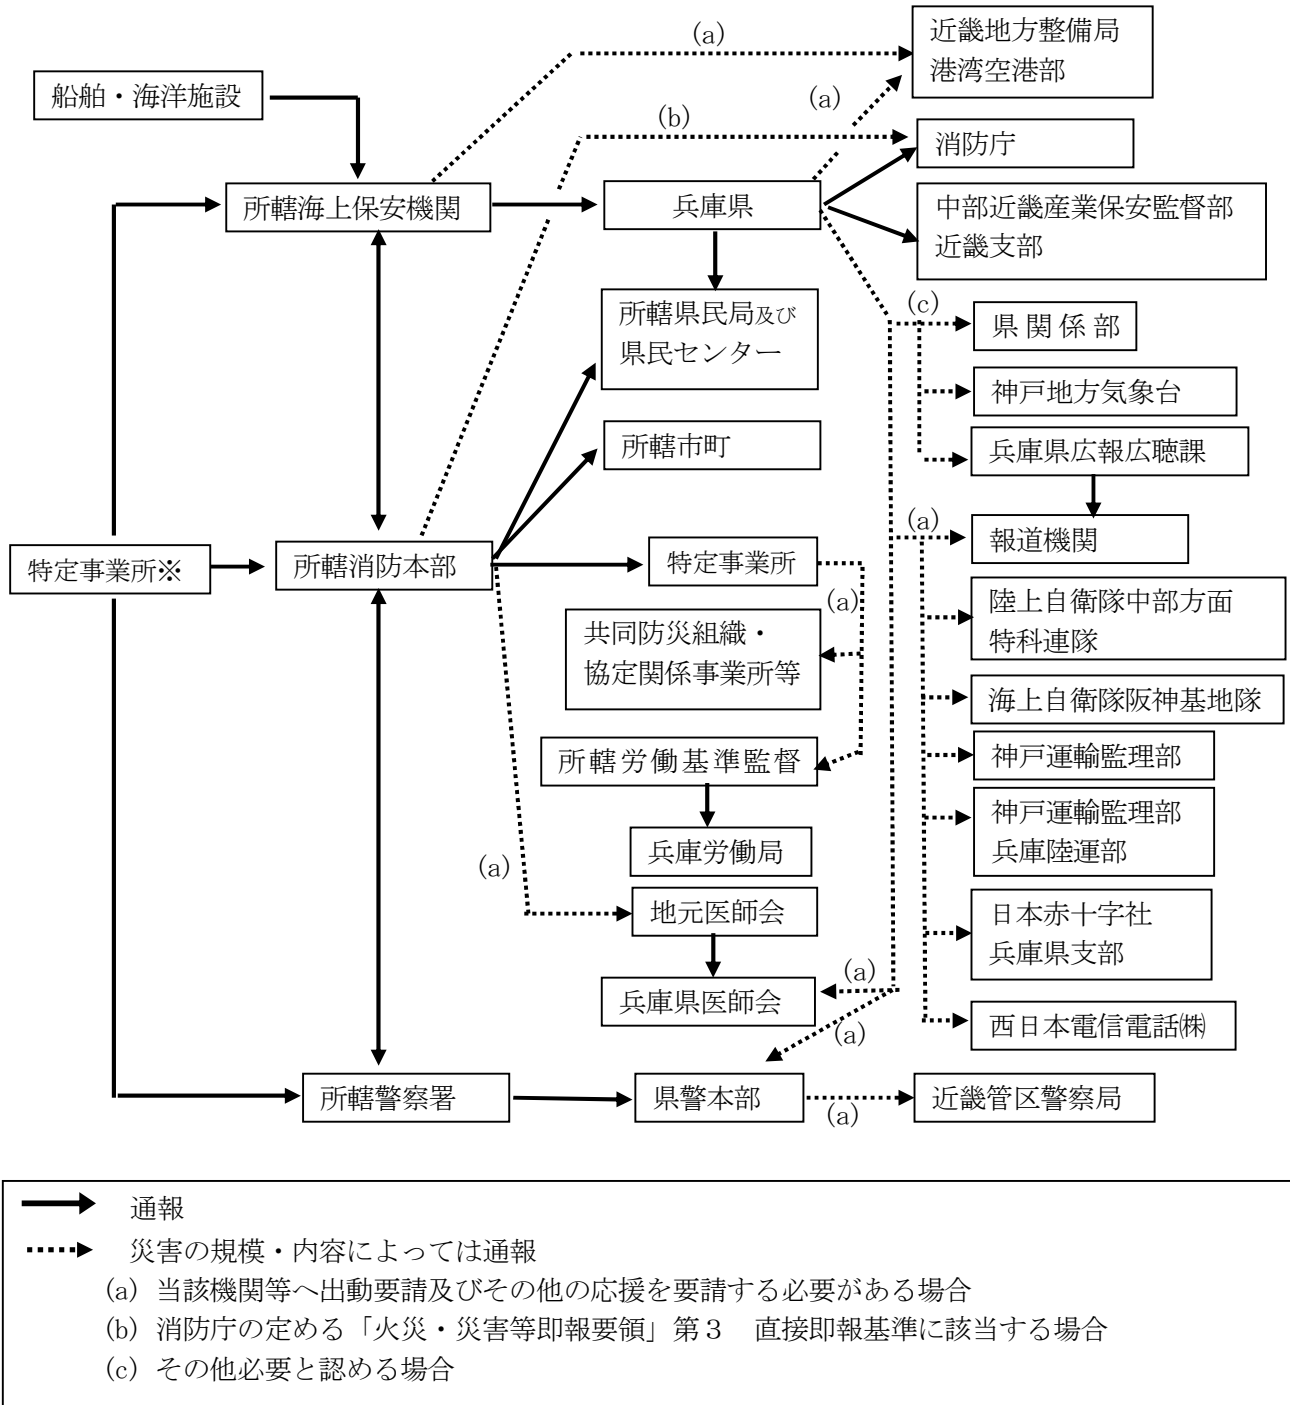 (a)
近畿地方整備局
港湾空港部
船舶・海洋施設
(a)
(b)
消防庁
所轄海上保安機関
兵庫県
中部近畿産業保安監督部
近畿支部
所轄県民局及び
県民センター
(c)
県関係部
神戸地方気象台
所轄市町
兵庫県広報広聴課
(a)
報道機関
特定事業所※
所轄消防本部
特定事業所
(a)
陸上自衛隊中部方面
特科連隊
共同防災組織・
協定関係事業所等
海上自衛隊阪神基地隊
所轄労働基準監督
神戸運輸監理部
神戸運輸監理部
兵庫陸運部
兵庫労働局
(a)
地元医師会
日本赤十字社
兵庫県支部
(a)
兵庫県医師会
西日本電信電話㈱
(a)
所轄警察署
県警本部
(a)
近畿管区警察局
通報
災害の規模・内容によっては通報
(a) 当該機関等へ出動要請及びその他の応援を要請する必要がある場合
(b) 消防庁の定める「火災・災害等即報要領」第3 直接即報基準に該当する場合
(c) その他必要と認める場合